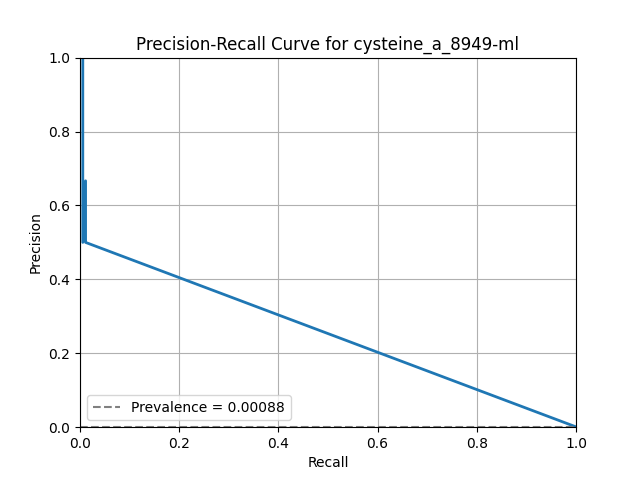 Precision-Recall Curve for cysteine_a_8949-ml
1.0
0.8
0.6
0.4
0.2
0.0
Precision
Prevalence = 0.00088
0.0 0.2 0.4 0.6 0.8 1.0
Recall